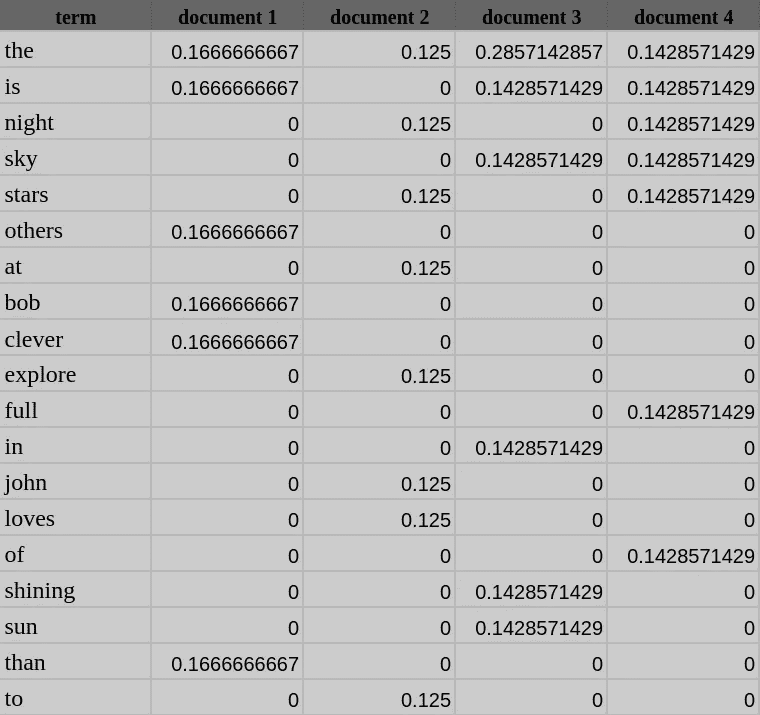 term document 1 document 2 document 3 document 4
the 0.1666666667 0.125 0.2857142857 0.1428571429
is 0.1666666667 0 0.1428571429 0.1428571429
night 0 0.125 0 0.1428571429
sky 0 0 0.1428571429 0.1428571429
stars 0 0.125 0 0.1428571429
others 0.1666666667 0 0 0
at 0 0.125 0 0
bob 0.1666666667 0 0 0
clever 0.1666666667 0 0 0
explore 0 0.125 0 0
full 0 0 0 0.1428571429
in 0 0 0.1428571429 0
john 0 0.125 0 0
loves 0 0.125 0 0
of 0 0 0 0.1428571429
shining 0 0 0.1428571429 0
sun 0 0 0.1428571429 0
than 0.1666666667 0 0 0
to 0 0.125 0 0